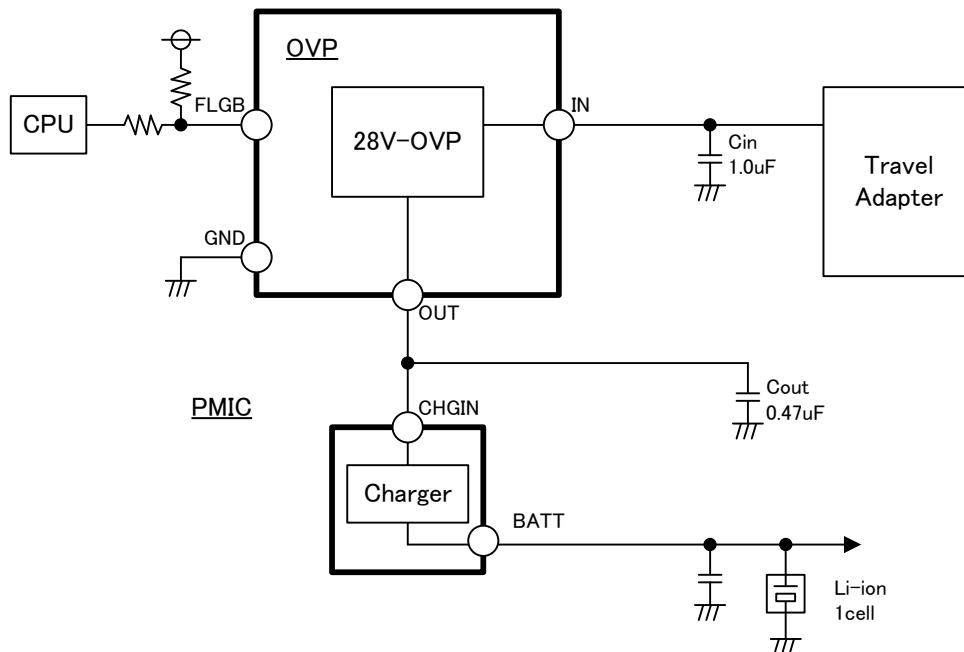 OVP
FLGB
IN
CPU
28V-OVP
Cin
1.0uF
Travel
Adapter
GND
OUT
Cout
0.47uF
PMIC
CHGIN
Charger
BATT
Li-ion
1cell